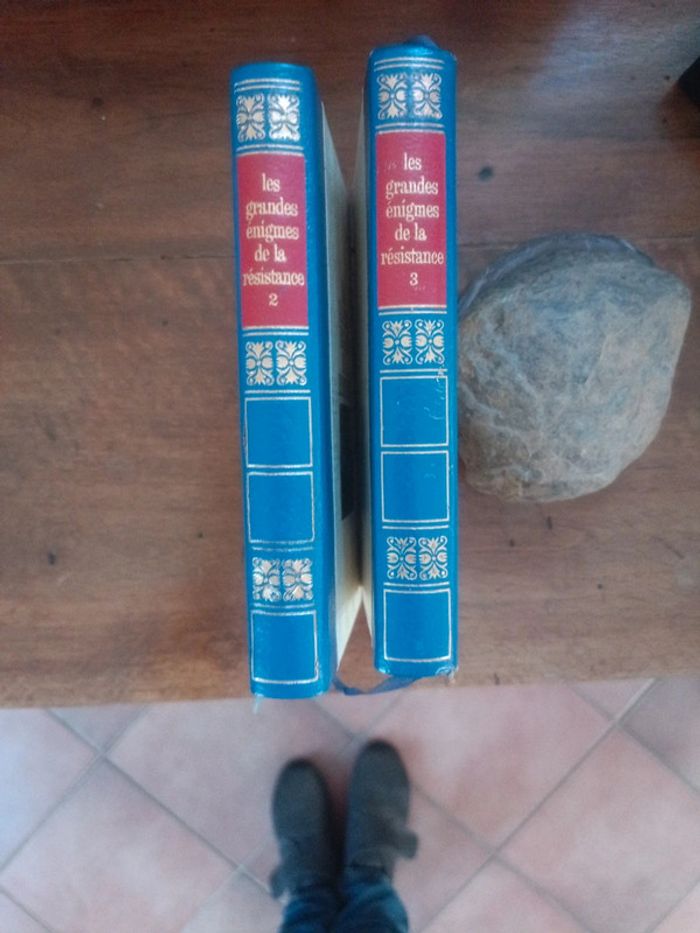 les
grandes
énigmes
de la
résistance
2
les
grandes
énigmes
de la
résistance
3